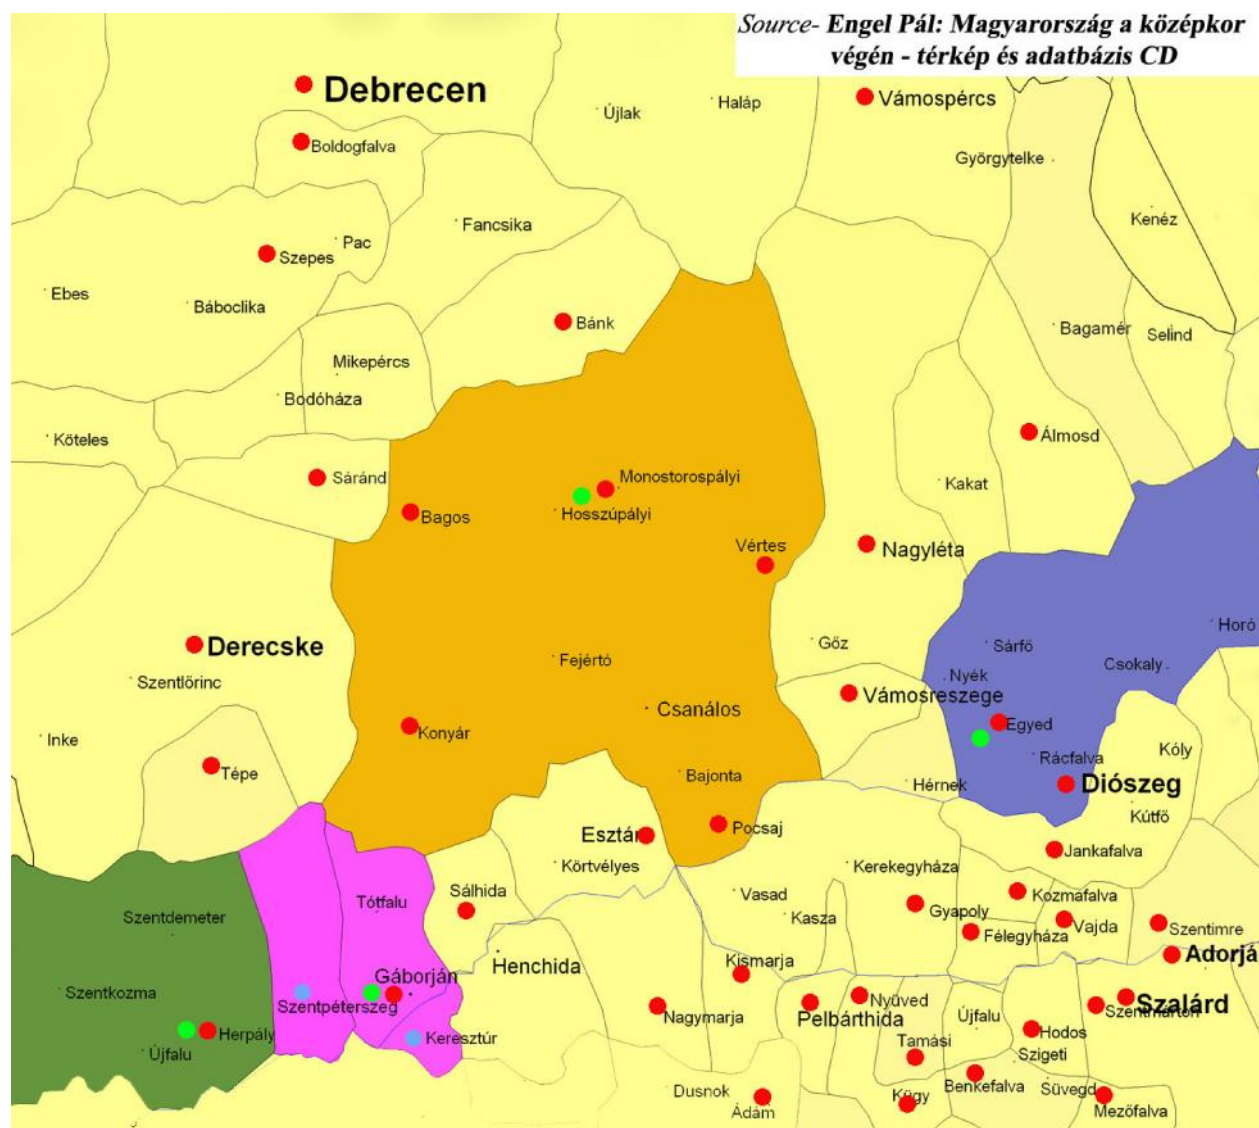 Source- Engel Pál: Magyarország a középkor
végén - térkép és adatbázis CD
Debrecen
Vámospércs
Haláp
Újlak
Boldogfalva
Györgytelke
Kenéz
Fancsika
Pac
Szepes
Ebes
Báboclika
Bánk
Bagamér
Selind
Mikepércs
Bodóháza
Köteles
Álmosd
Sáránd
Monostorospályi
Kakat
Hosszúpályi
Bagos
Vértes
Nagyléta
Horó
Derecske
Gőz
Sárfő
Fejértó
Csokaly
Szentlőrinc
Nyék
Vámosreszege
Csanálos
Egyed
Konyár
Inke
Kóly
Rácfalva
Tépe
Bajonta
Hérnek
Diószeg
Kútfő
Esztár
Pocsaj
Jankafalva
Körtvélyes
Kerekegyháza
Sálhida
Vasad
Kozmafalva
Tótfalu
Gyapoly
Szentdemeter
Kasza
Vajda
Szentimre
Félegyháza
Adorjá
Henchida
Kismarja
Gáborján
Szentkozma
Szentpéterszeg
Nyüved
Szalárd
Nagymarja
Pelbárthida
Szentmárton
Újfalu
Herpály
Keresztúr
Hodos
Tamási
Újfalu
Szigeti
Benkefalva
Dusnok
Kügy
Süvegd
Ádám
Mezőfalva